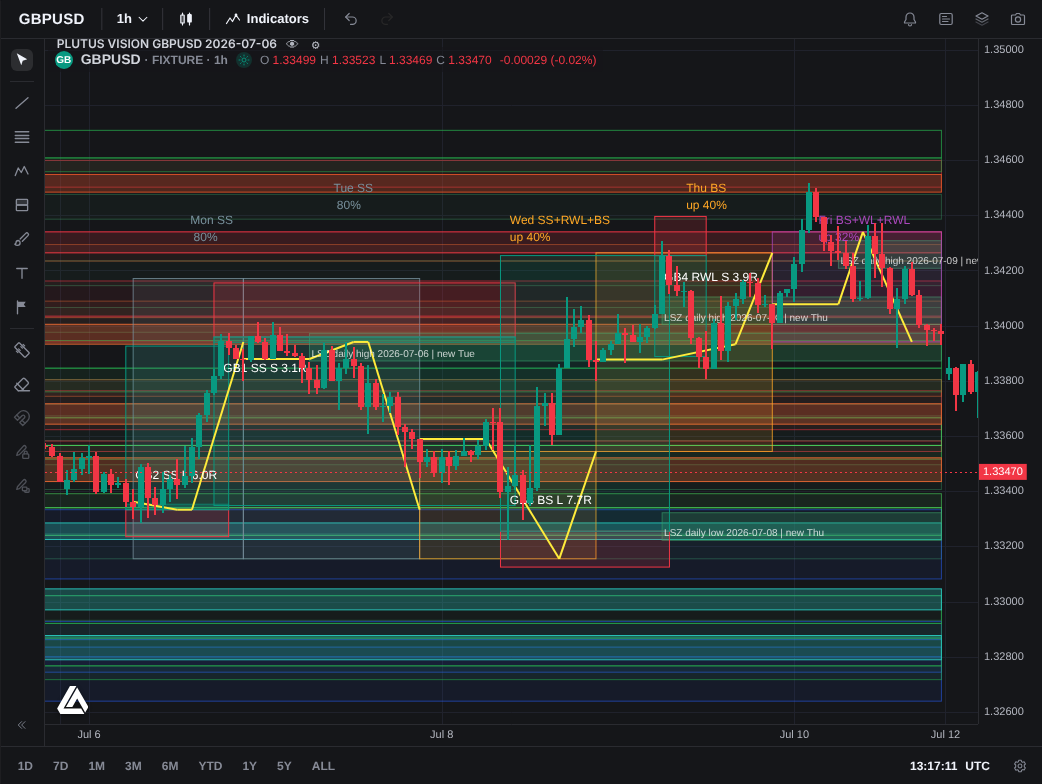 GBPUSD 1h Indicators
PLUTUS VISION GBPUSD 2026-07-06
GB GBPUSD · FIXTURE · 1h O 1.33499 H 1.33523 L 1.33469 C 1.33470 -0.00029 (-0.02%)
1.35000
1.34800
1.34600
1.34400
1.34200
1.34000
1.33800
1.33600
1.33470
1.33400
1.33200
1.33000
1.32800
1.32600
Tue SS
80%
Thu BS
up 40%
Mon SS
80%
Wed SS+RWL+BS
up 40%
BS+WL+RWL
32%
daily high 2026-07-09 | new
GB4 RWL S 3.9R
LSZ daily high 2026-07- | new Thu
LSZ daily high 2026-07-06 | new Tue
GB1 SS S 3.1R
SS L 6.0R
BS L 7.7R
LSZ daily low 2026-07-08 | new Thu
Jul 6 Jul 8 Jul 10 Jul 12
1D 7D 1M 3M 6M YTD 1Y 5Y ALL 13:17:11 UTC